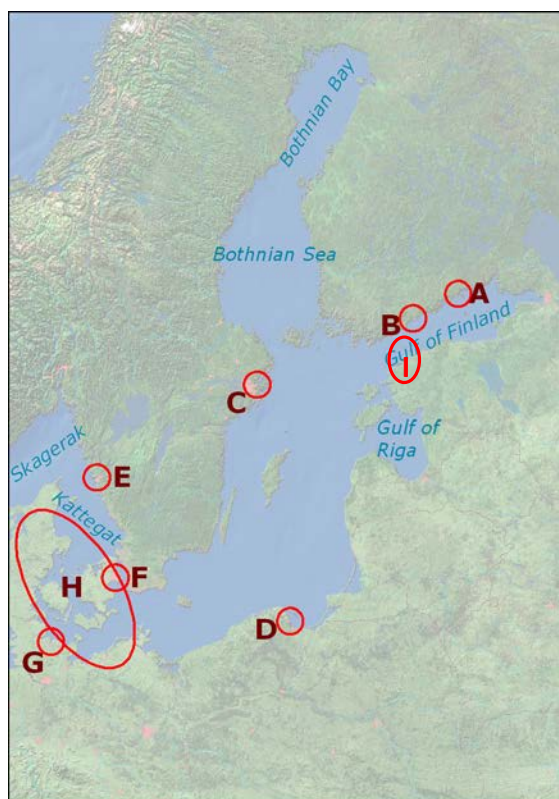 Bothnian Bay
Bothnian Sea
A
B
Gulf of Finland
I
C
Gulf of
Riga
Skagerak
E
Kattegat
F
H
D
G